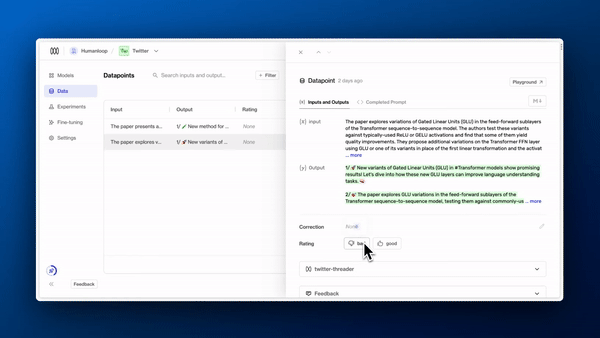 Humanloop
Tw
Twitter
Models
Data
Experiments
Fine-tuning
Settings
Feedback
Datapoints
Search inputs and output...
Filter
Input
Output
Rating
The paper presents a...
1/ New method for ...
None
The paper explores v...
1/ New variants of ...
None
Datapoint
2 days ago
Playground
Inputs and Outputs
Completed Prompt
input
The paper explores variations of Gated Linear Units (GLU) in the feed-forward sublayers
of the Transformer sequence-to-sequence model. The authors test these variants
against typically-used ReLU or GELU activations and find that some of them yield
quality improvements. They propose additional variations on the Transformer FFN layer
using GLU or one of its variants in place of the first linear transformation and the activat
... more
Output
1/ New variants of Gated Linear Units (GLU) in #Transformer models show promising
results! Let's dive into how these new GLU layers can improve language understanding
tasks.
2/ The paper explores GLU variations in the feed-forward sublayers of the
Transformer sequence-to-sequence model, testing them against commonly-us ... more
Correction
Rating
good
twitter-threader
Feedback